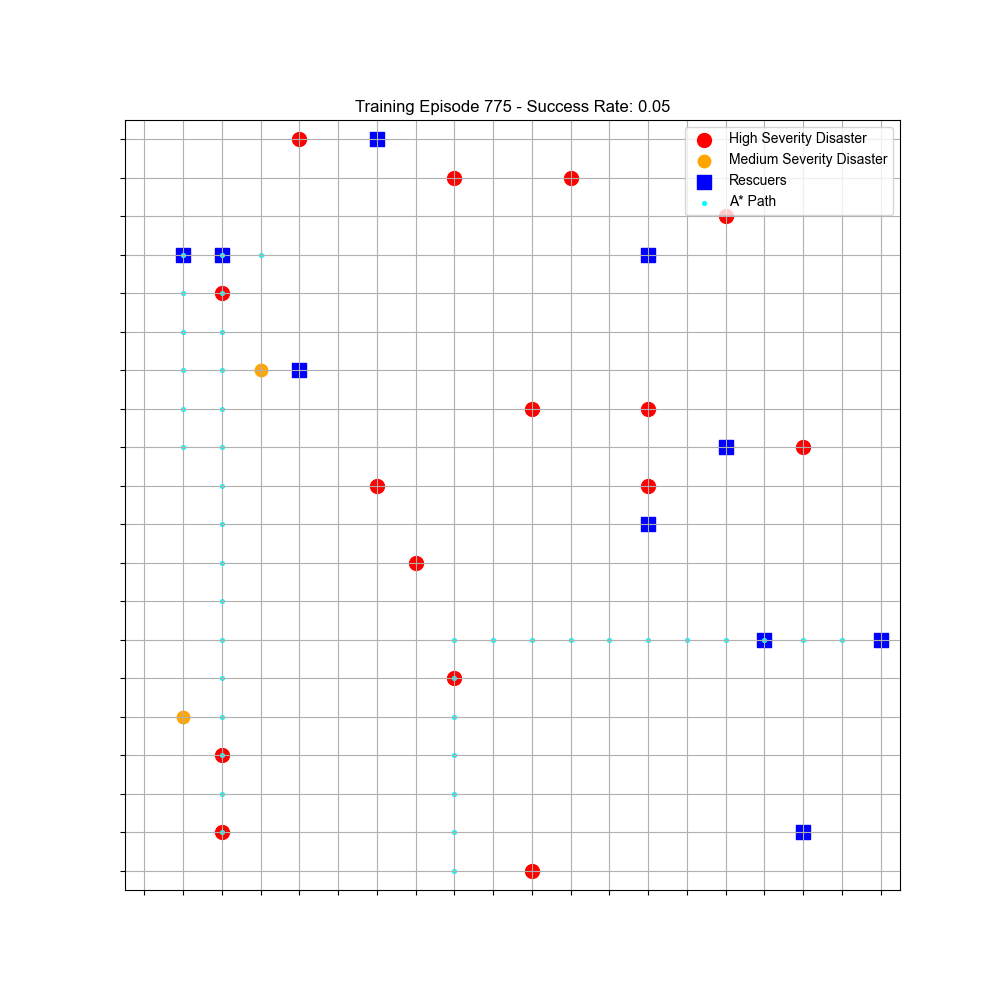 Training Episode 775 - Success Rate: 0.05
High Severity Disaster
Medium Severity Disaster
Rescuers
A* Path